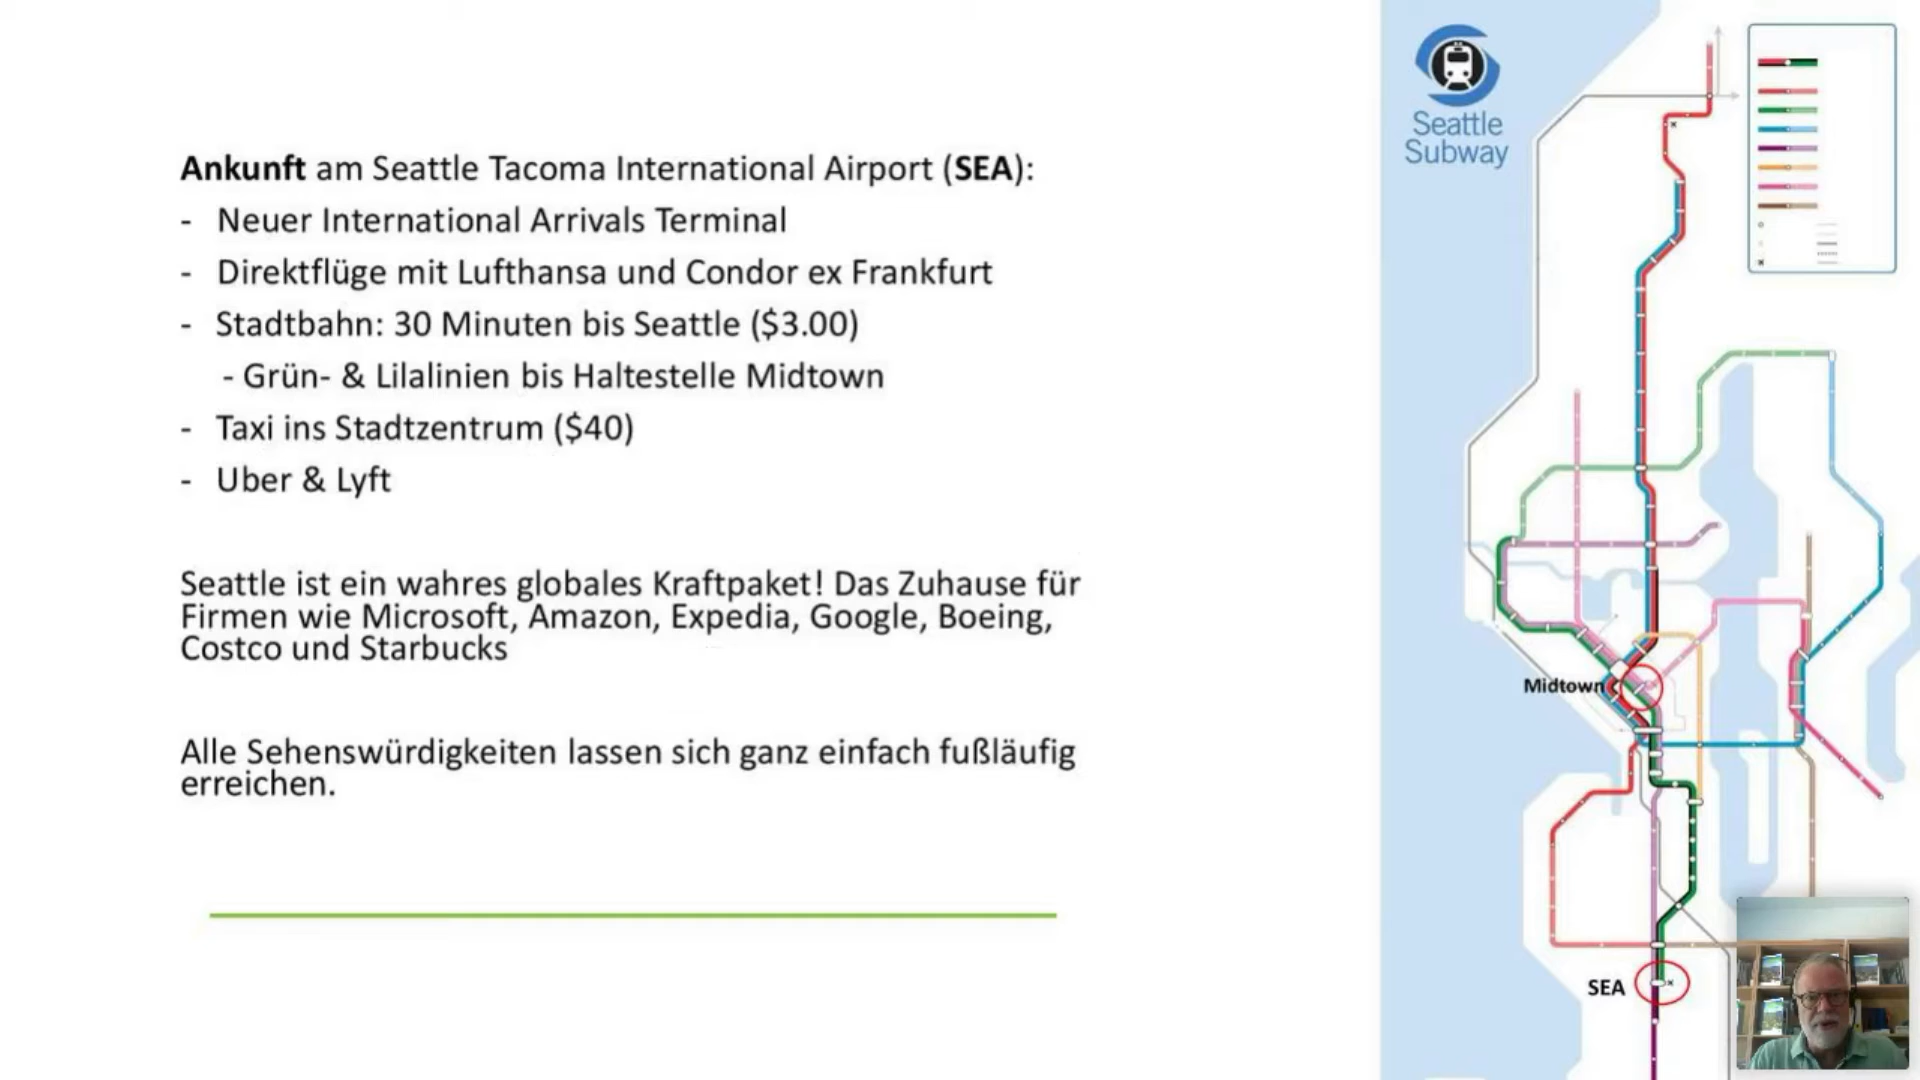 Ankunft am Seattle Tacoma International Airport (SEA):
- Neuer International Arrivals Terminal
- Direktflüge mit Lufthansa und Condor ex Frankfurt
- Stadtbahn: 30 Minuten bis Seattle ($3.00)
- Grün- & Lilalinien bis Haltestelle Midtown
- Taxi ins Stadtzentrum ($40)
- Uber & Lyft
Seattle ist ein wahres globales Kraftpaket! Das Zuhause für
Firmen wie Microsoft, Amazon, Expedia, Google, Boeing,
Costco und Starbucks
Alle Sehenswürdigkeiten lassen sich ganz einfach fußläufig
erreichen.
Seattle
Subway
Midtown
SEA